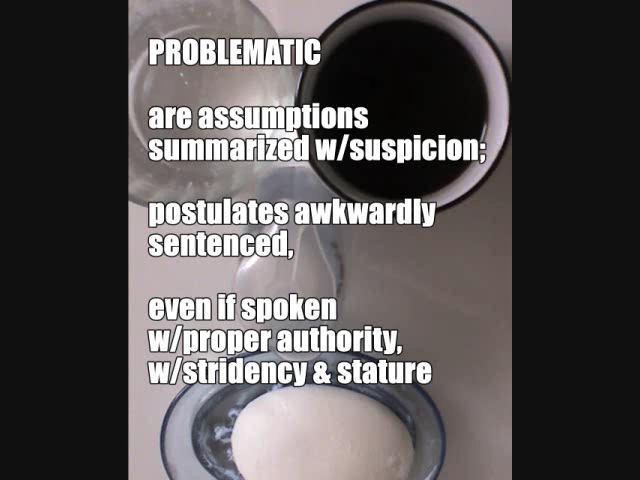 PROBLEMATIC
are assumptions
summarized w/suspicion;
postulates awkwardly
sentenced,
even if spoken
w/proper authority,
w/stridency & stature